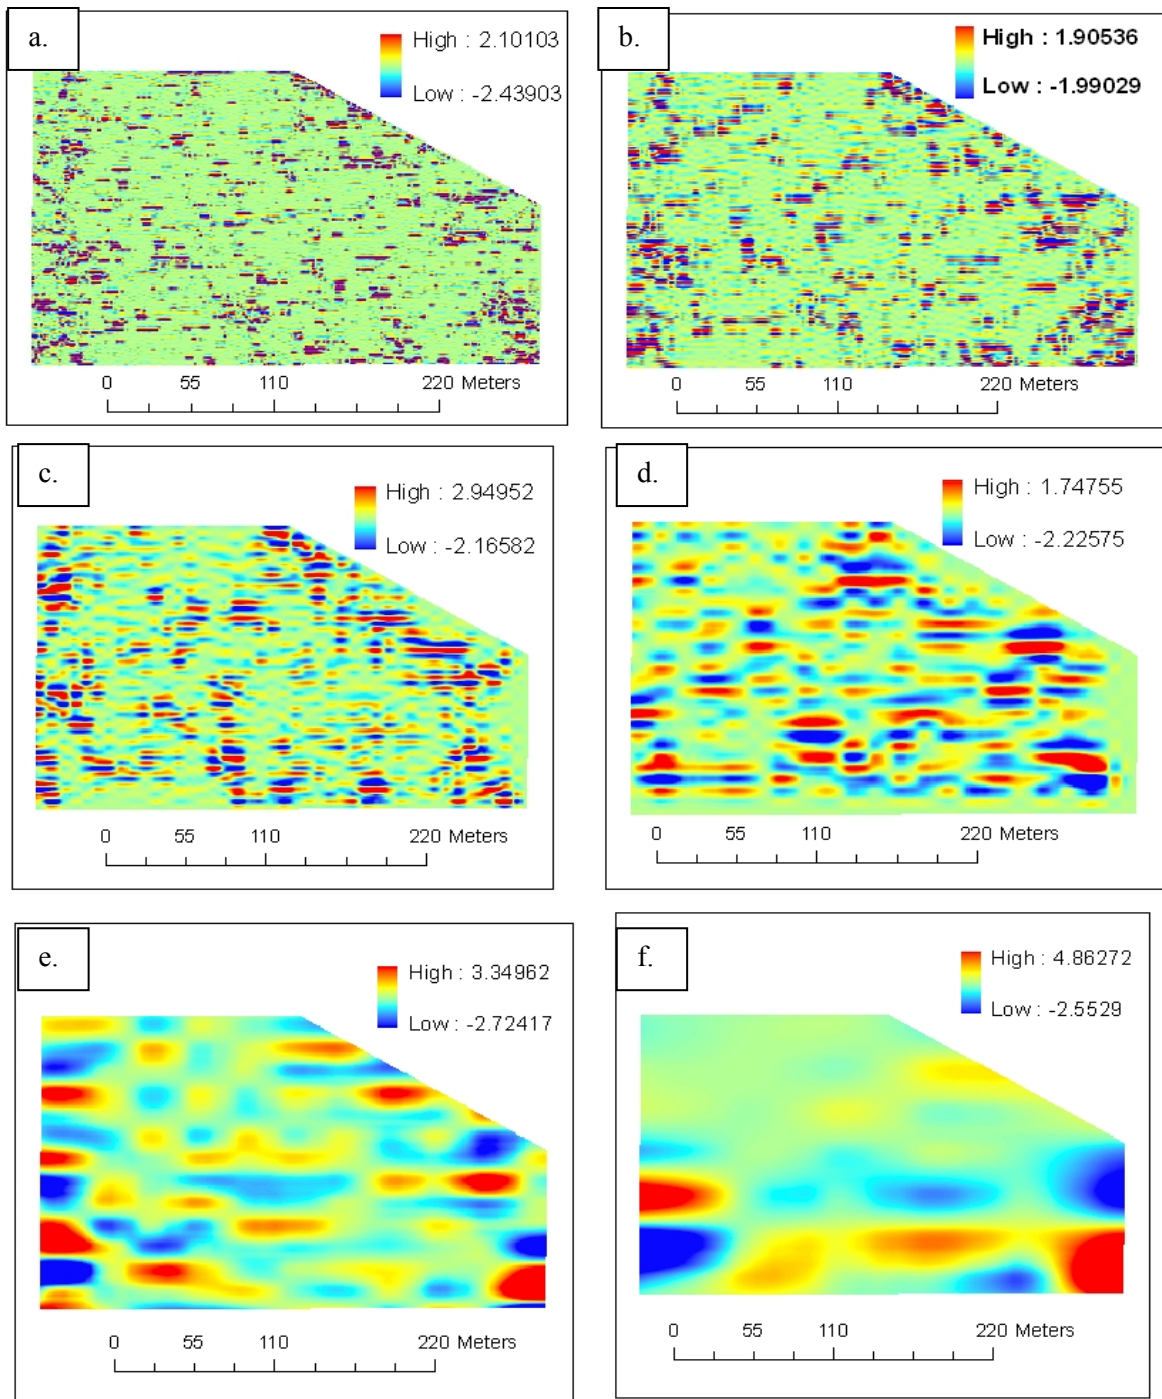 a.
High : 2.10103
Low : -2.43903
0 55 110 220 Meters
b.
High : 1.90536
Low : -1.99029
0 55 110 220 Meters
c.
High : 2.94952
Low : -2.16582
0 55 110 220 Meters
d.
High : 1.74755
Low : -2.22575
0 55 110 220 Meters
e.
High : 3.34962
Low : -2.72417
0 55 110 220 Meters
f.
High : 4.86272
Low : -2.5529
0 55 110 220 Meters